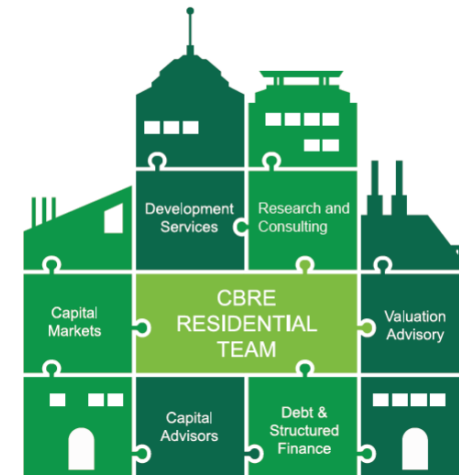 Development
Services
Research and
Consulting
Capital
Markets
CBRE
RESIDENTIAL
TEAM
Valuation
Advisory
Capital
Advisors
Debt &
Structured
Finance